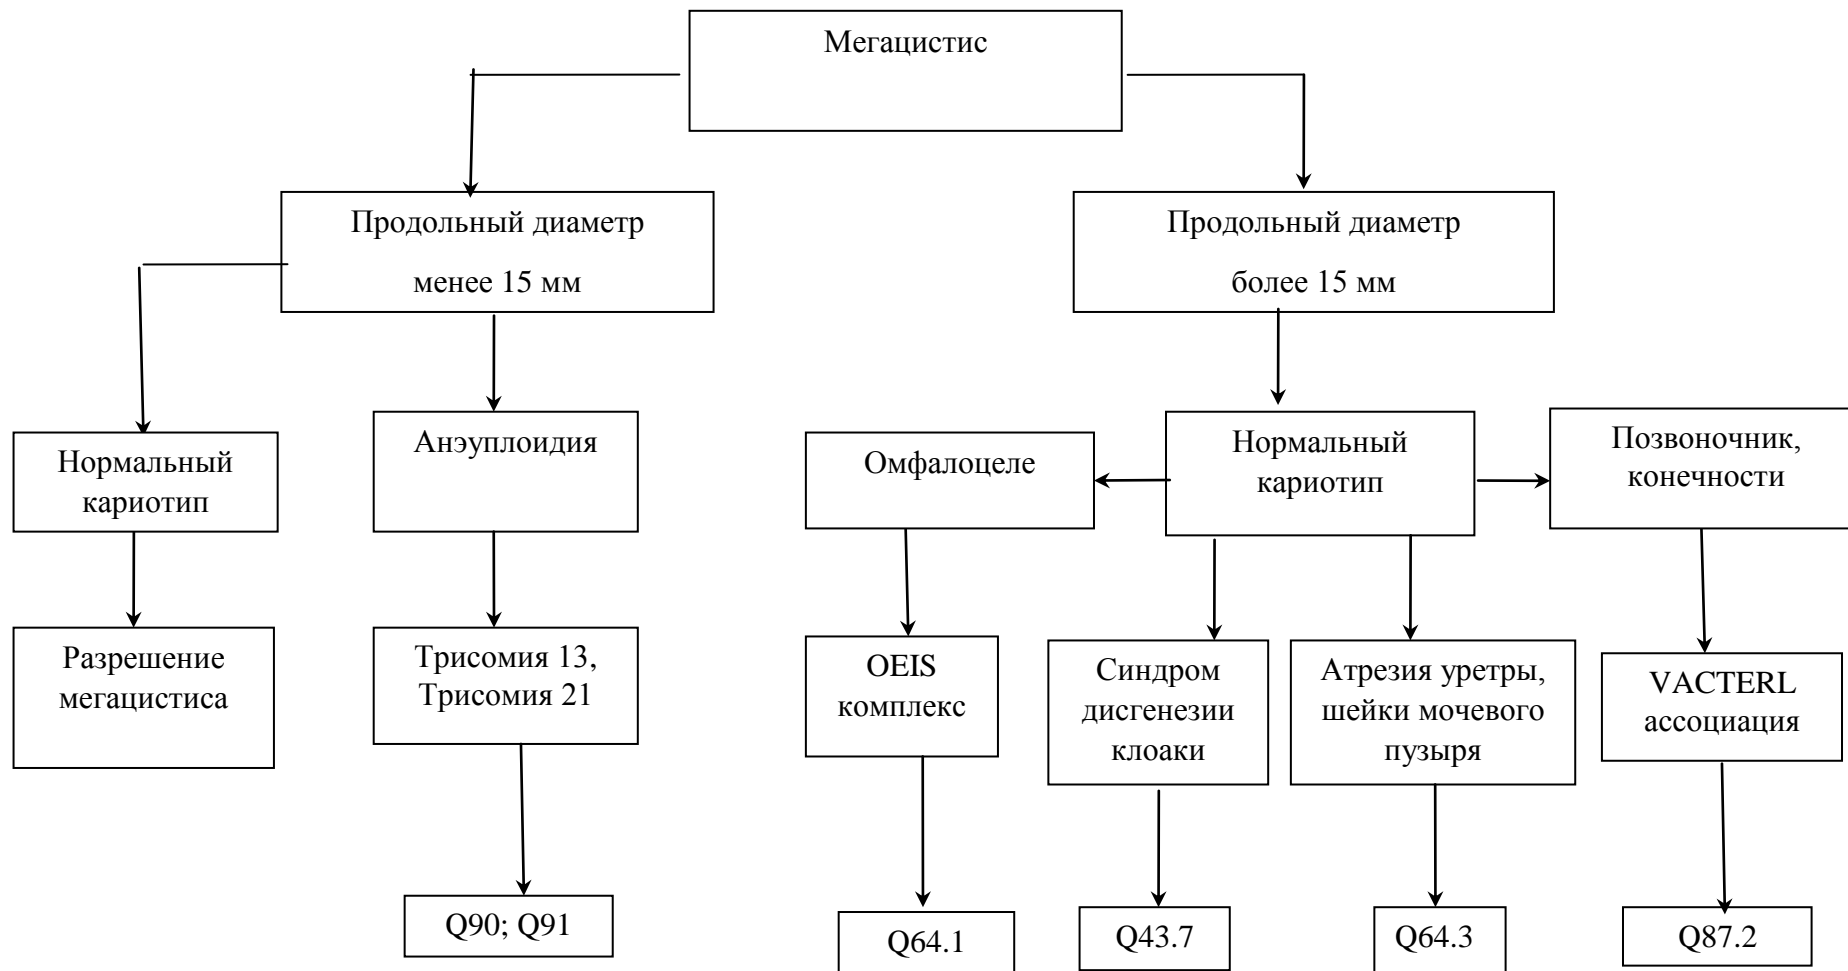 Мегацистис
Продольный диаметр
менее 15 мм
Продольный диаметр
более 15 мм
Нормальный
кариотип
Анэуплоидия
Омфалоцеле
Нормальный
кариотип
Позвоночник,
конечности
Разрешение
мегацистиса
Трисомия 13,
Трисомия 21
OEIS
комплекс
Синдром
дисгенезии
клоаки
Атрезия уретры,
шейки мочевого
пузыря
VACTERL
ассоциация
Q90; Q91
Q64.1
Q43.7
Q64.3
Q87.2